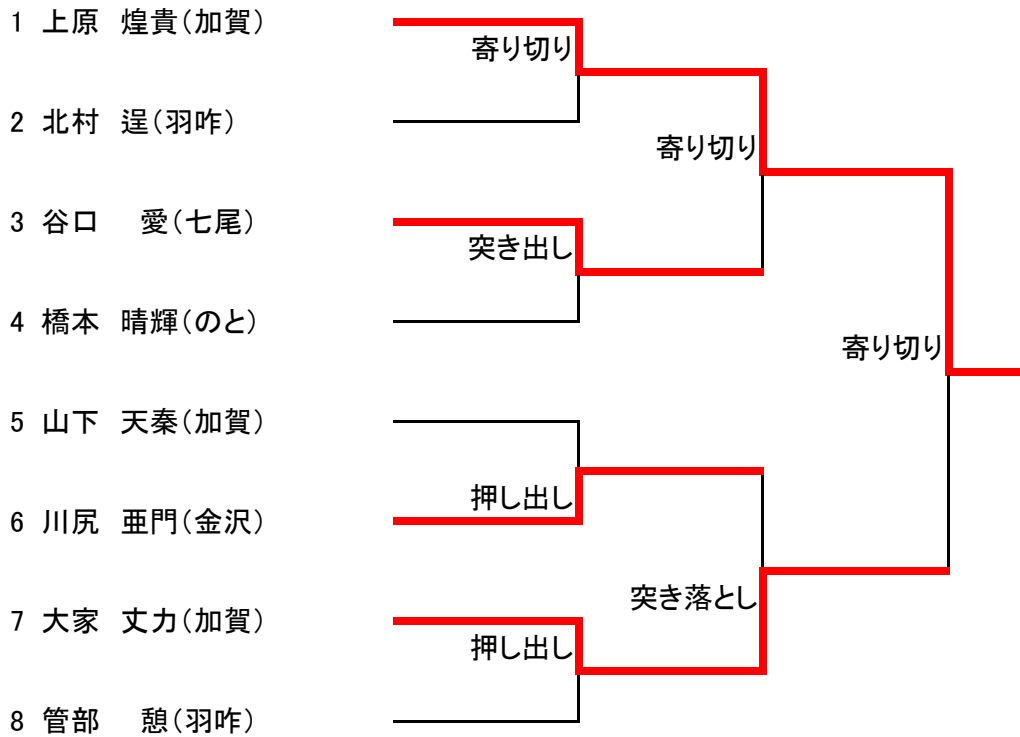 1 上原 煌貴(加賀)
寄り切り
2 北村 逞(羽咋)
寄り切り
3 谷口 愛(七尾)
突き出し
4 橋本 晴輝(のと)
寄り切り
5 山下 天秦(加賀)
押し出し
6 川尻 亜門(金沢)
突き落とし
7 大家 丈力(加賀)
押し出し
8 管部 憩(羽咋)